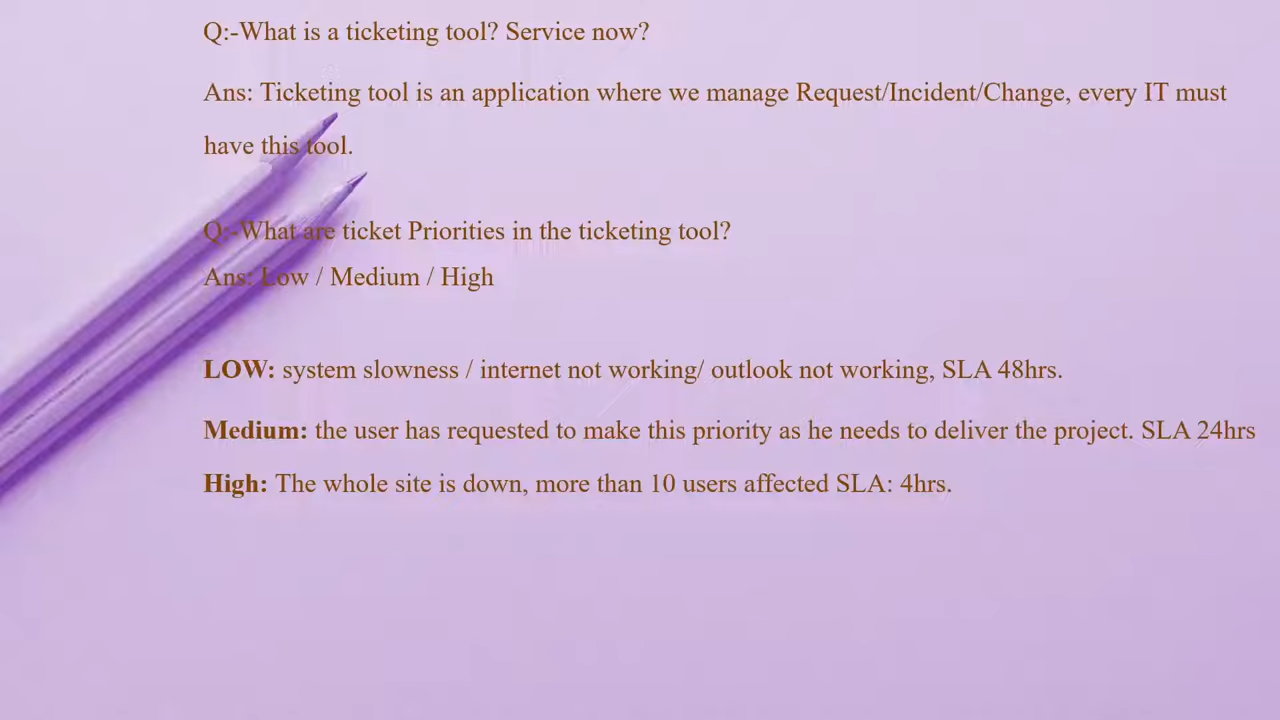 Q:-What is a ticketing tool? Service now?
Ans: Ticketing tool is an application where we manage Request/Incident/Change, every IT must
have this tool.
Q:-What are ticket Priorities in the ticketing tool?
Ans: Low / Medium / High
LOW: system slowness / internet not working/ outlook not working, SLA 48hrs.
Medium: the user has requested to make this priority as he needs to deliver the project. SLA 24hrs
High: The whole site is down, more than 10 users affected SLA: 4hrs.